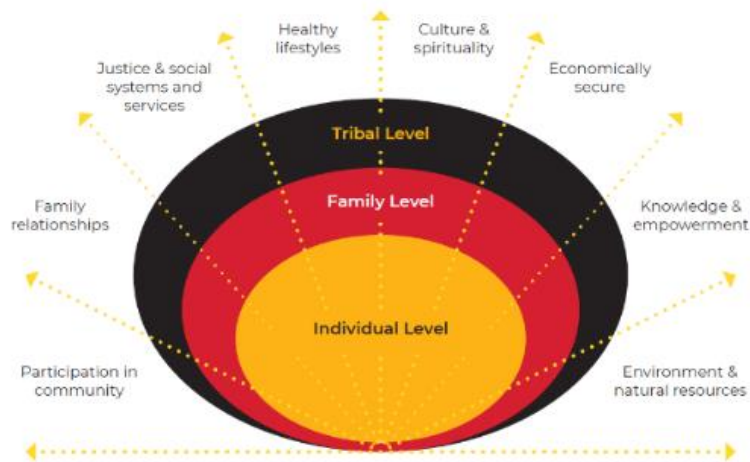 Healthy
lifestyles
Culture &
spirituality
Justice & social
systems and
services
Economically
secure
Tribal Level
Family
relationships
Family Level
Knowledge &
empowerment
Individual Level
Participation in
community
Environment &
natural resources